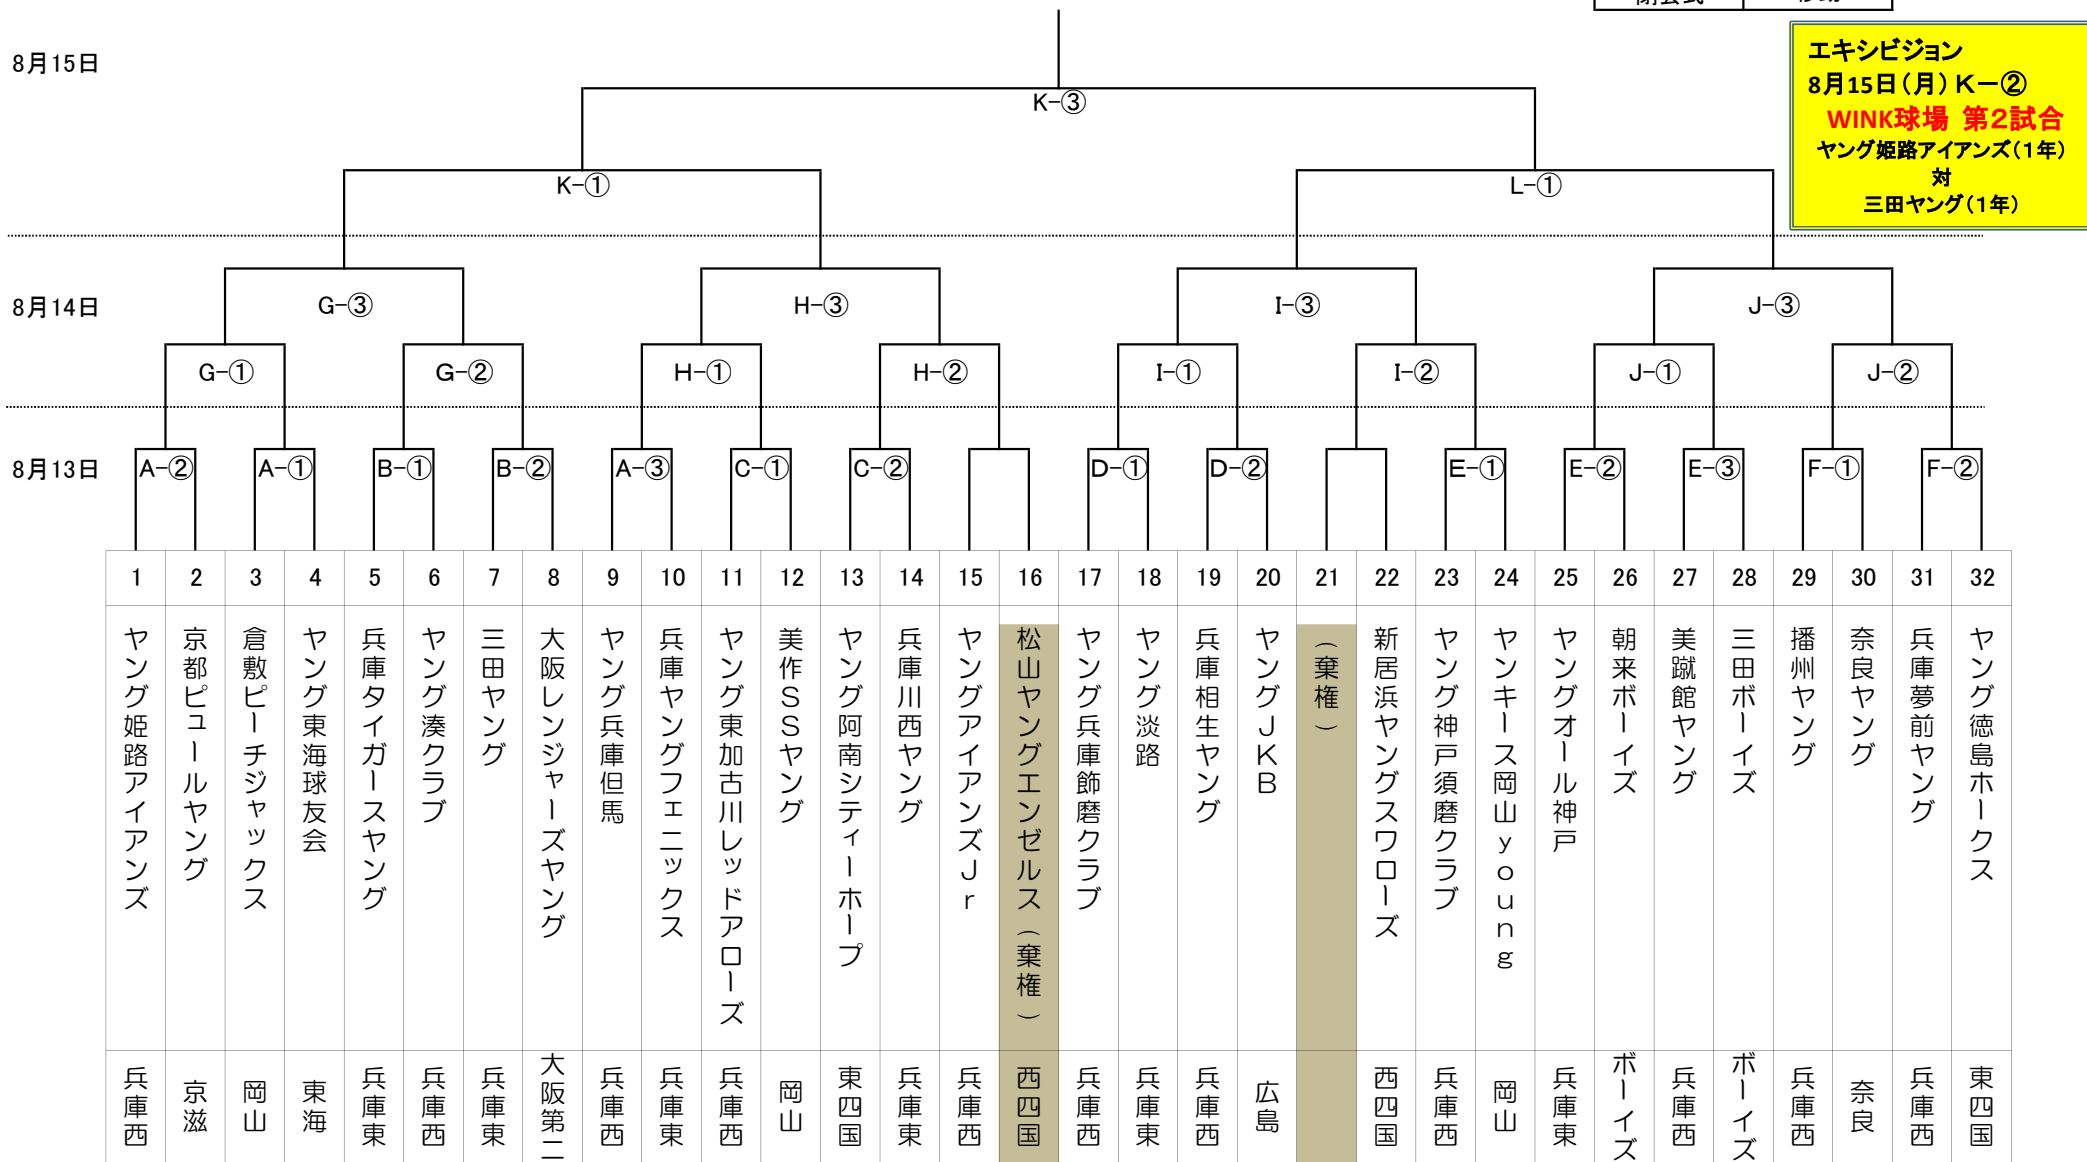 エキシビジョン
8月15日(月)K－②
WINK球場 第2試合
ヤング姫路アイアンズ(1年)
対
三田ヤング(1年)
8月15日
K-③
K-① L-①
8月14日
G-③ H-③ I-③ J-③
G-① G-② H-① H-② I-① I-② J-① J-②
8月13日
A-② A-① B-① B-② A-③ C-① C-② D-① D-② E-① E-② E-③ F-① F-②
1 2 3 4 5 6 7 8 9 10 11 12 13 14 15 16 17 18 19 20 21 22 23 24 25 26 27 28 29 30 31 32
ヤング姫路アイアンズ
京都ピュールヤング
倉敷ピーチジャックス
ヤング東海球友会
兵庫タイガースヤング
ヤング湊クラブ
三田ヤング
大阪レンジャーズヤング
ヤング兵庫但馬
兵庫ヤングフェニックス
ヤング東加古川レッドアローズ
美作SSヤング
ヤング阿南シティーホープ
兵庫川西ヤング
ヤングアイアンズJr
松山ヤングエンゼルス(棄権)
ヤング兵庫飾磨クラブ
ヤング淡路
兵庫相生ヤング
ヤングJKB
(棄権)
新居浜ヤングスワローズ
ヤング神戸須磨クラブ
ヤンキース岡山young
ヤングオール神戸
朝来ボーイズ
美蹴館ヤング
三田ボーイズ
播州ヤング
奈良ヤング
兵庫夢前ヤング
ヤング徳島ホークス
兵庫西
京滋
岡山
東海
兵庫東
兵庫西
兵庫東
大阪第二
兵庫西
兵庫東
兵庫西
岡山
東四国
兵庫東
兵庫西
西四国
兵庫西
兵庫東
兵庫西
広島
西四国
兵庫西
岡山
兵庫東
ボーイズ
兵庫西
ボーイズ
兵庫西
奈良
兵庫西
東四国